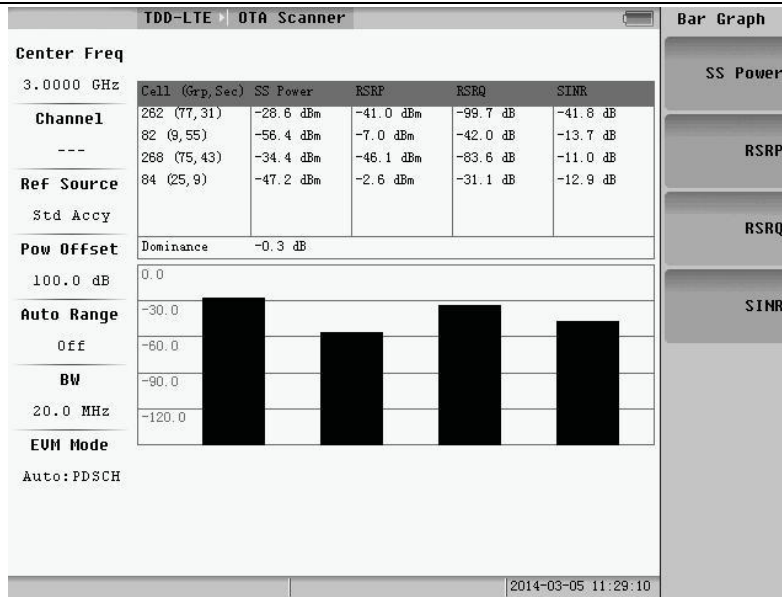 TDD-LTE OTA Scanner
Bar Graph
Center Freq
3.0000 GHz
Channel
---
Ref Source
Std Accy
Pow Offset
100.0 dB
Auto Range
Off
BW
20.0 MHz
EVM Mode
Auto:PDSCH
Cell (Grp,Sec) SS Power RSRP RSRQ SINR
262 (77,31) -28.6 dBm -41.0 dBm -99.7 dB -41.8 dB
82 (9,55) -56.4 dBm -7.0 dBm -42.0 dB -13.7 dB
268 (75,43) -34.4 dBm -46.1 dBm -83.6 dB -11.0 dB
84 (25,9) -47.2 dBm -2.6 dBm -31.1 dB -12.9 dB
Dominance -0.3 dB
0.0
-30.0
-60.0
-90.0
-120.0
SS Power
RSRP
RSRQ
SINR
2014-03-05 11:29:10